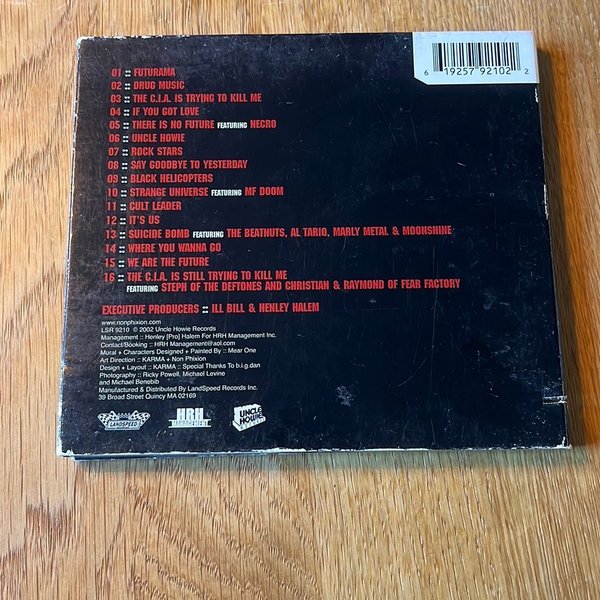 6 19257 92102 2
01 :: FUTURAMA
02 :: DRUG MUSIC
03 :: THE C.I.A. IS TRYING TO KILL ME
04 :: IF YOU GOT LOVE
05 :: THERE IS NO FUTURE FEATURING NECRO
06 :: UNCLE HOWIE
07 :: ROCK STARS
08 :: SAY GOODBYE TO YESTERDAY
09 :: BLACK HELICOPTERS
10 :: STRANGE UNIVERSE FEATURING MF DOOM
11 :: CULT LEADER
12 :: IT'S US
13 :: SUICIDE BOMB FEATURING THE BEATNUTS, AL TARIQ, MARLY METAL & MOONSHINE
14 :: WHERE YOU WANNA GO
15 :: WE ARE THE FUTURE
16 :: THE C.I.A. IS STILL TRYING TO KILL ME
FEATURING STEPH OF THE DEFTONES AND CHRISTIAN & RAYMOND OF FEAR FACTORY
EXECUTIVE PRODUCERS :: ILL BILL & HENLEY HALEM
www.nonphixion.com
LSR 9210 © 2002 Uncle Howie Records
Management :: Henley [Pro] Halem For HRH Management Inc.
Contact/Booking :: HRH Management@aol.com
Mural + Characters Designed + Painted By :: Mear One
Art Direction :: KARMA + Non Phixion
Design + Layout :: KARMA :: Special Thanks To b.i.g.dan
Photography :: Ricky Powell, Michael Levine
and Michael Benebib
Manufactured & Distributed By LandSpeed Records Inc.
39 Broad Street Quincy MA 02169
LANDSPEED
HRH
MANAGEMENT
UNCLE
HOWIE